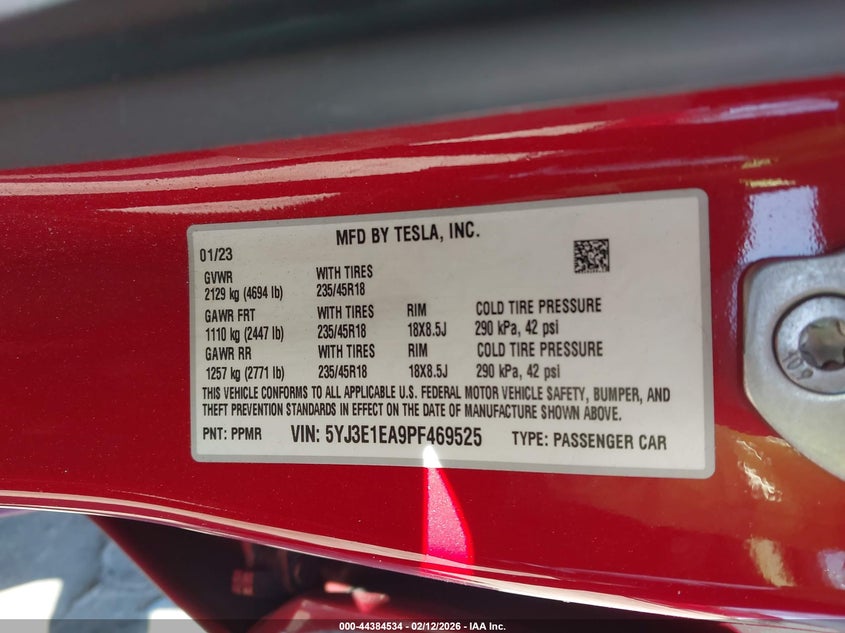 MFD BY TESLA, INC.
01/23
GVWR WITH TIRES
2129 kg (4694 lb) 235/45R18
GAWR FRT WITH TIRES RIM COLD TIRE PRESSURE
1110 kg (2447 lb) 235/45R18 18X8.5J 290 kPa, 42 psi
GAWR RR WITH TIRES RIM COLD TIRE PRESSURE
1257 kg (2771 lb) 235/45R18 18X8.5J 290 kPa, 42 psi
THIS VEHICLE CONFORMS TO ALL APPLICABLE U.S. FEDERAL MOTOR VEHICLE SAFETY, BUMPER, AND
THEFT PREVENTION STANDARDS IN EFFECT ON THE DATE OF MANUFACTURE SHOWN ABOVE.
PNT: PPMR VIN: 5YJ3E1EA9PF469525 TYPE: PASSENGER CAR
000-44384534 - 02/12/2026 - IAA Inc.